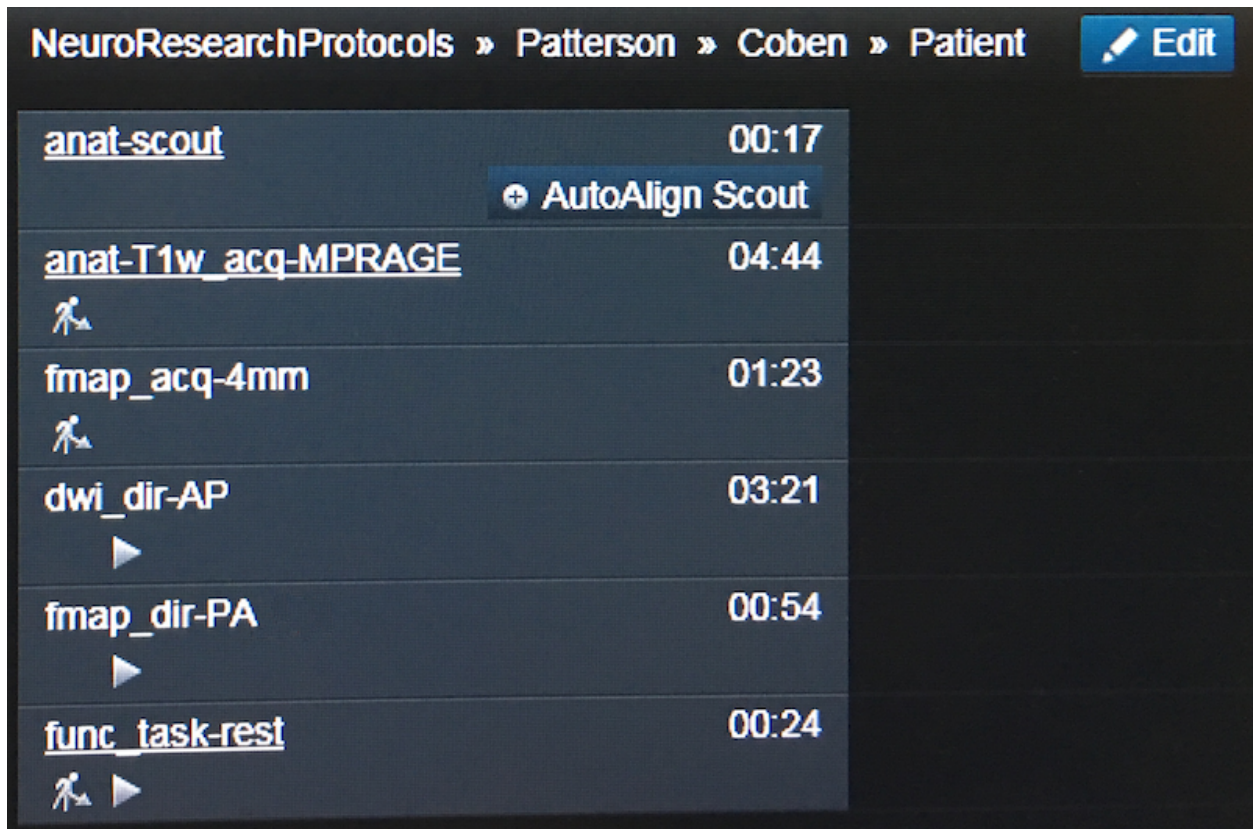 NeuroResearchProtocols » Patterson » Coben » Patient Edit
anat-scout 00:17
AutoAlign Scout
anat-T1w_acq-MPRAGE 04:44
fmap_acq-4mm 01:23
dwi_dir-AP 03:21
fmap_dir-PA 00:54
func_task-rest 00:24